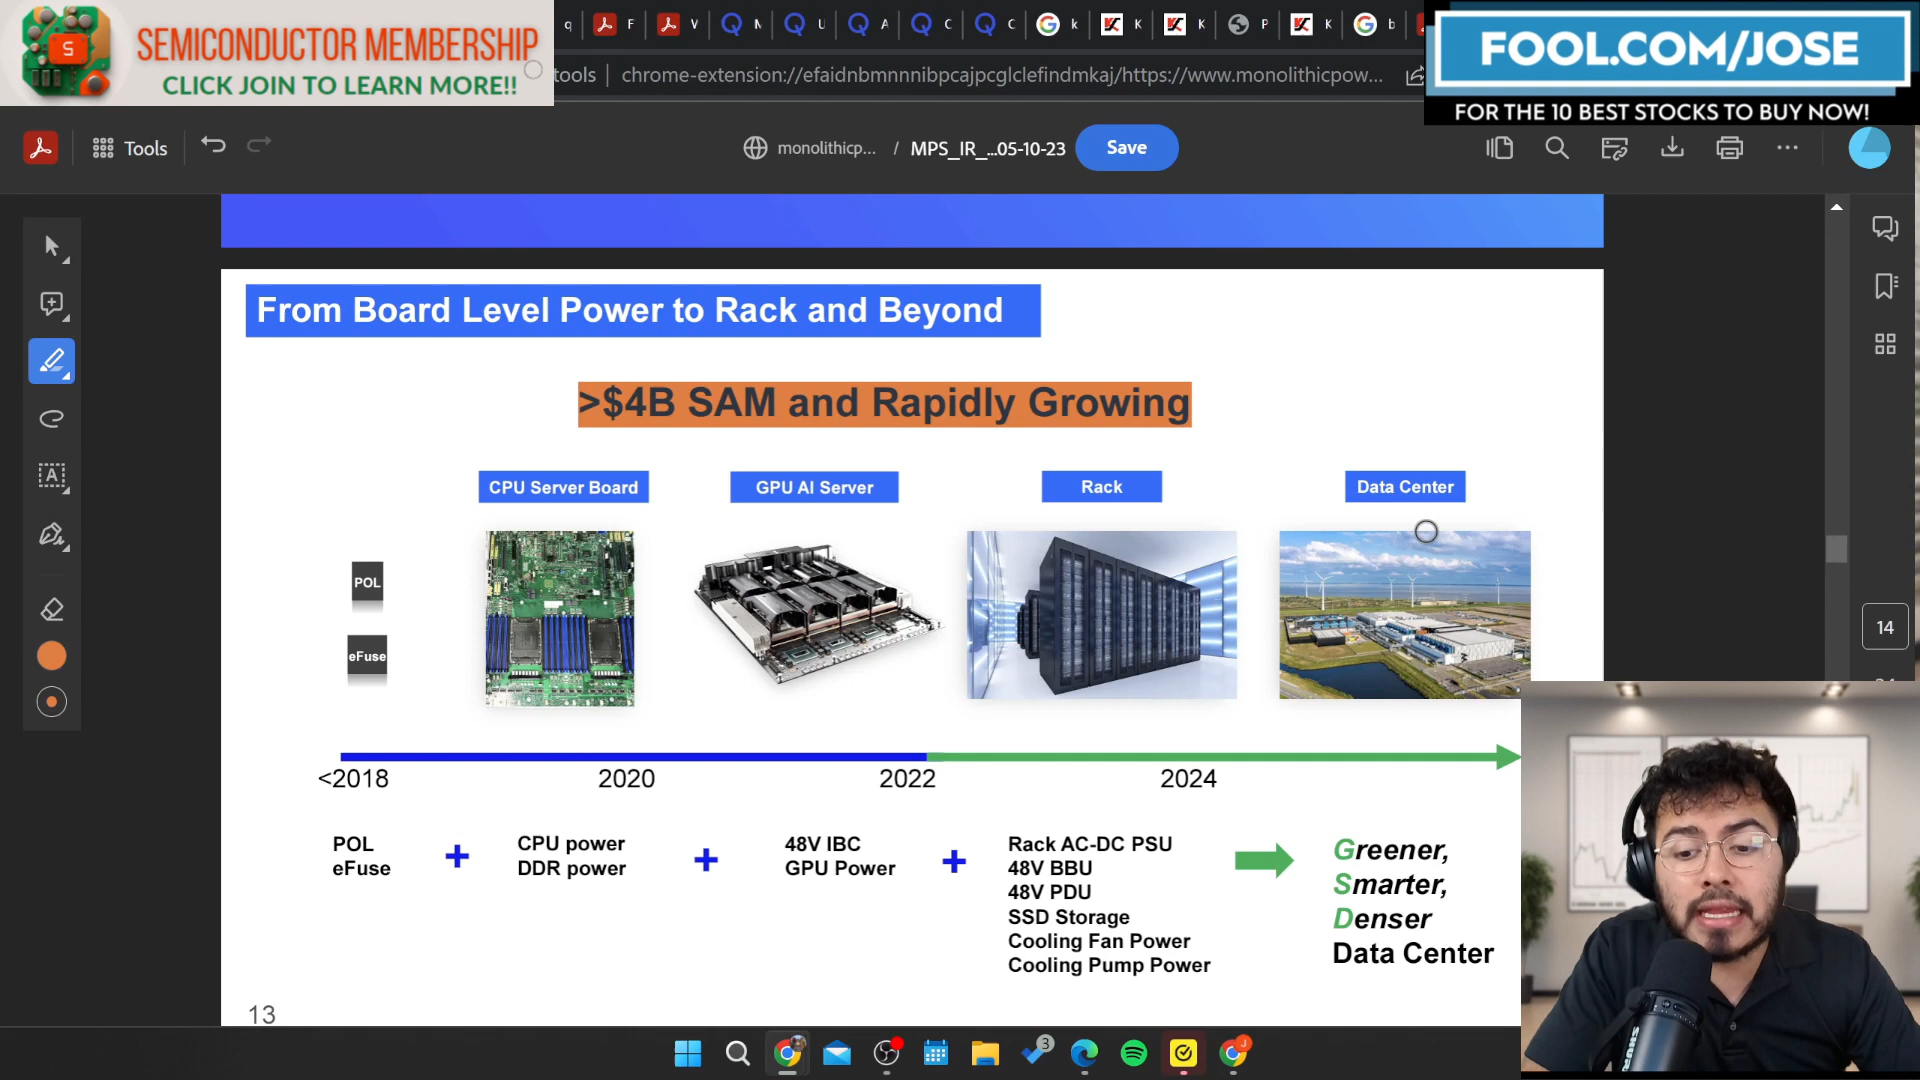 S
SEMICONDUCTOR MEMBERSHIP
CLICK JOIN TO LEARN MORE!!
FOOL.COM/JOSE
FOR THE 10 BEST STOCKS TO BUY NOW!
q
F
V
M
U
A
C
C
k
K
K
P
K
b
tools
chrome-extension://efaidnbmnnnibpcajpcglclefindmkaj/https://www.monolithicpow...
Tools
monolithicp...
/
MPS_IR_...05-10-23
Save
From Board Level Power to Rack and Beyond
>$4B SAM and Rapidly Growing
CPU Server Board
GPU AI Server
Rack
Data Center
POL
eFuse
<2018
2020
2022
2024
POL
eFuse
+
CPU power
DDR power
+
48V IBC
GPU Power
+
Rack AC-DC PSU
48V BBU
48V PDU
SSD Storage
Cooling Fan Power
Cooling Pump Power
Greener,
Smarter,
Denser
Data Center
13
14
3
J